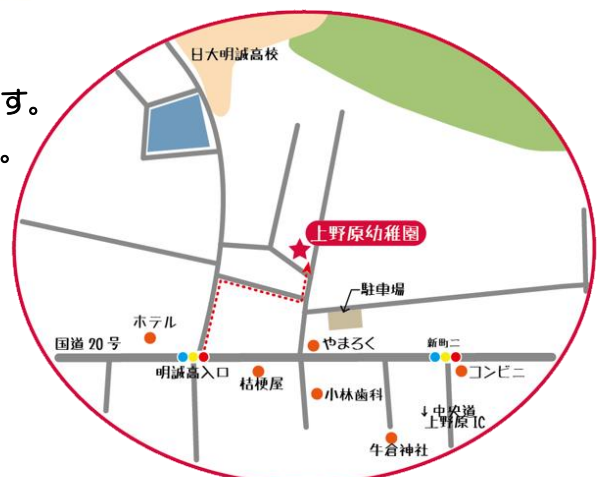 日大明誠高校
す。
。
上野原幼稚園
駐車場
ホテル
国道 20 号
やまろく
新町二
明誠高入口
桔梗屋
コンビニ
小林歯科
↓中央道
上野原 IC
牛倉神社